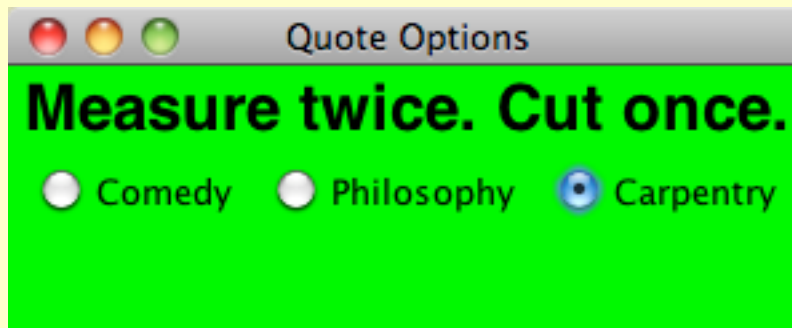 Quote Options
Measure twice. Cut once.
Comedy Philosophy Carpentry